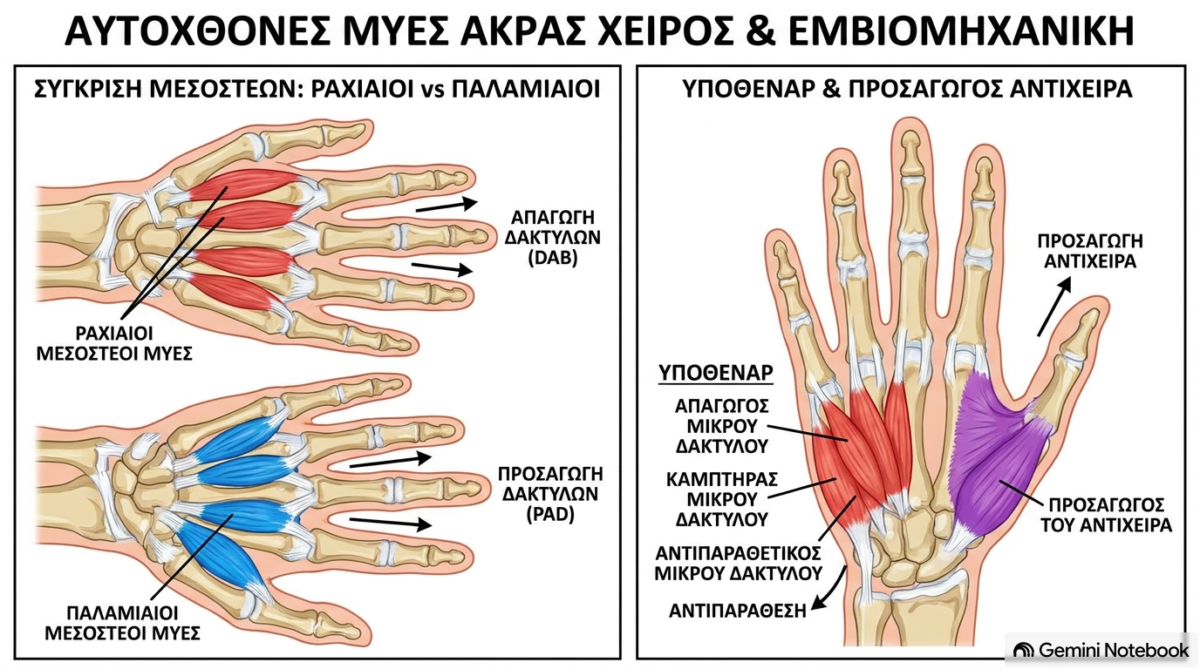 ΑΥΤΟΧΘΟΝΕΣ ΜΥΕΣ ΑΚΡΑΣ ΧΕΙΡΟΣ & ΕΜΒΙΟΜΗΧΑΝΙΚΗ
ΣΥΓΚΡΙΣΗ ΜΕΣΟΣΤΕΩΝ: ΡΑΧΙΑΙΟΙ vs ΠΑΛΑΜΙΑΙΟΙ
ΑΠΑΓΩΓΗ
ΔΑΚΤΥΛΩΝ
(DAB)
ΡΑΧΙΑΙΟΙ
ΜΕΣΟΣΤΕΟΙ ΜΥΕΣ
ΠΡΟΣΑΓΩΓΗ
ΔΑΚΤΥΛΩΝ
(PAD)
ΠΑΛΑΜΙΑΙΟΙ
ΜΕΣΟΣΤΕΟΙ ΜΥΕΣ
ΥΠΟΘΕΝΑΡ & ΠΡΟΣΑΓΩΓΟΣ ΑΝΤΙΧΕΙΡΑ
ΠΡΟΣΑΓΩΓΗ
ΑΝΤΙΧΕΙΡΑ
ΥΠΟΘΕΝΑΡ
ΑΠΑΓΩΓΟΣ
ΜΙΚΡΟΥ
ΔΑΚΤΥΛΟΥ
ΚΑΜΠΤΗΡΑΣ
ΜΙΚΡΟΥ
ΔΑΚΤΥΛΟΥ
ΑΝΤΙΠΑΡΑΘΕΤΙΚΟΣ
ΜΙΚΡΟΥ ΔΑΚΤΥΛΟΥ
ΑΝΤΙΠΑΡΑΘΕΣΗ
ΠΡΟΣΑΓΩΓΟΣ
ΤΟΥ ΑΝΤΙΧΕΙΡΑ
Gemini Notebook